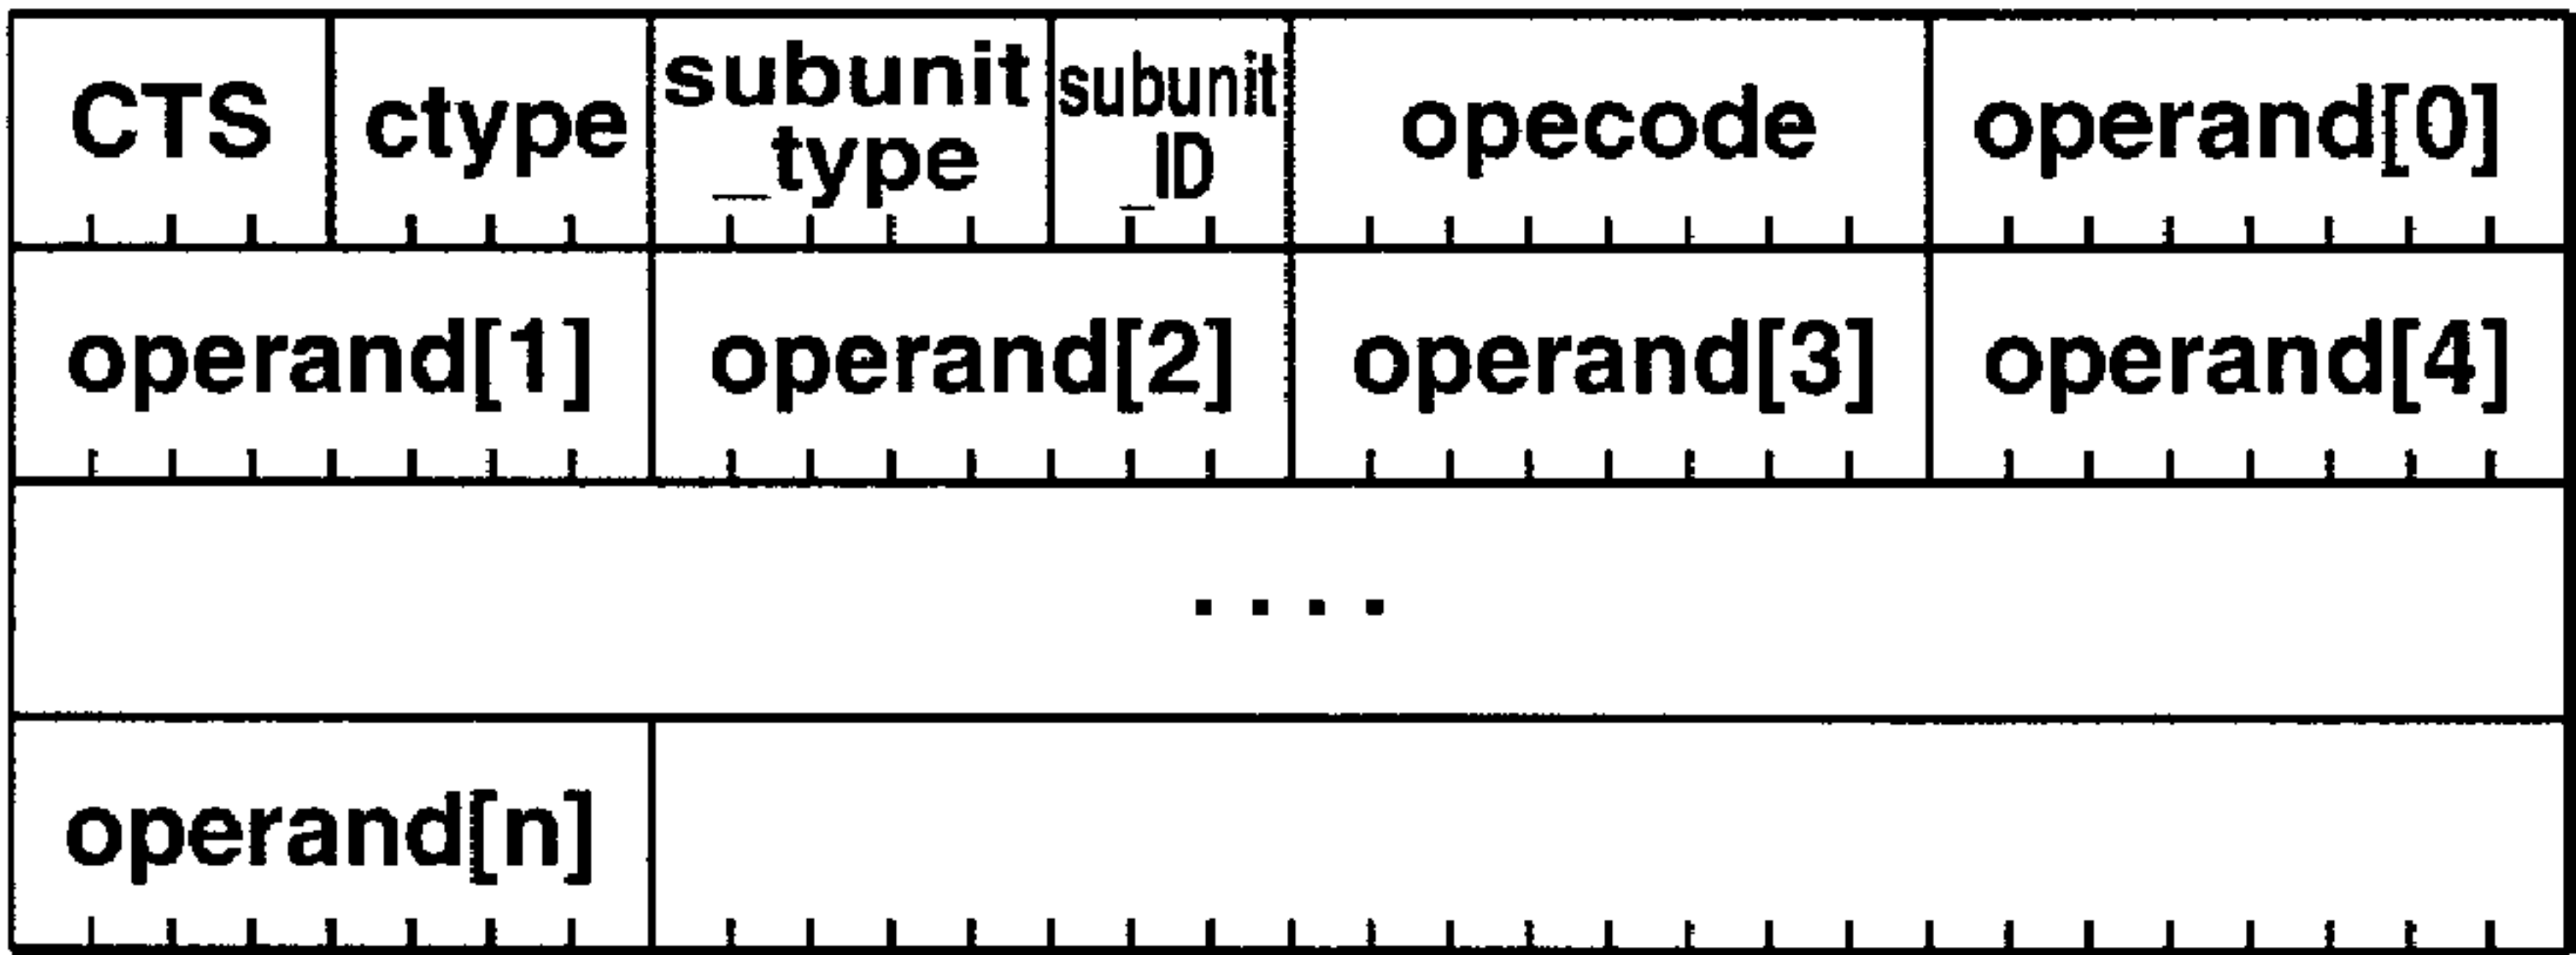 CTS ctype subunit _type subunit _ID opecode operand[0]
operand[1] operand[2] operand[3] operand[4]
....
operand[n]